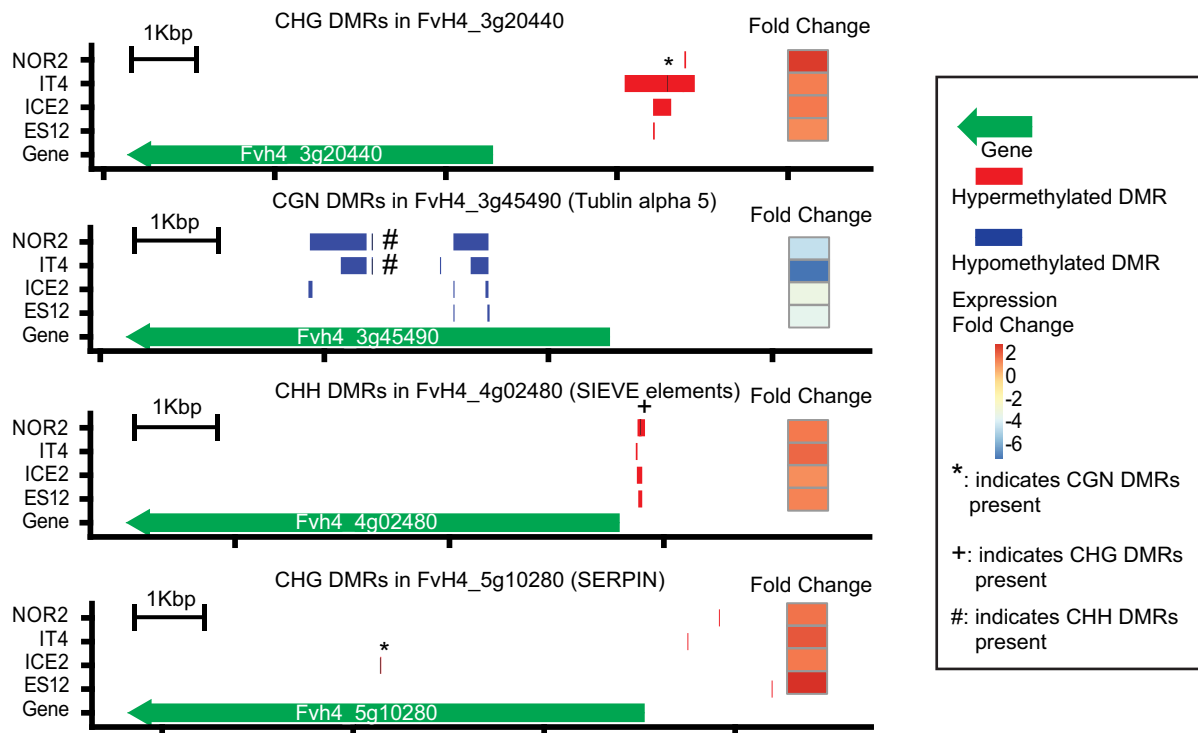 CHG DMRs in FvH4_3g20440
Fold Change
1Kbp
NOR2
*
IT4
ICE2
ES12
Gene
Fvh4_3g20440
CGN DMRs in FvH4_3g45490 (Tublin alpha 5)
Fold Change
1Kbp
NOR2
#
IT4
#
ICE2
ES12
Gene
Fvh4_3g45490
CHH DMRs in FvH4_4g02480 (SIEVE elements)
Fold Change
1Kbp
+
NOR2
IT4
ICE2
ES12
Gene
Fvh4_4g02480
CHG DMRs in FvH4_5g10280 (SERPIN)
Fold Change
1Kbp
NOR2
IT4
*
ICE2
ES12
Gene
Fvh4_5g10280
Gene
Hypermethylated DMR
Hypomethylated DMR
Expression
Fold Change
2
0
-2
-4
-6
*: indicates CGN DMRs
present
+: indicates CHG DMRs
present
#: indicates CHH DMRs
present